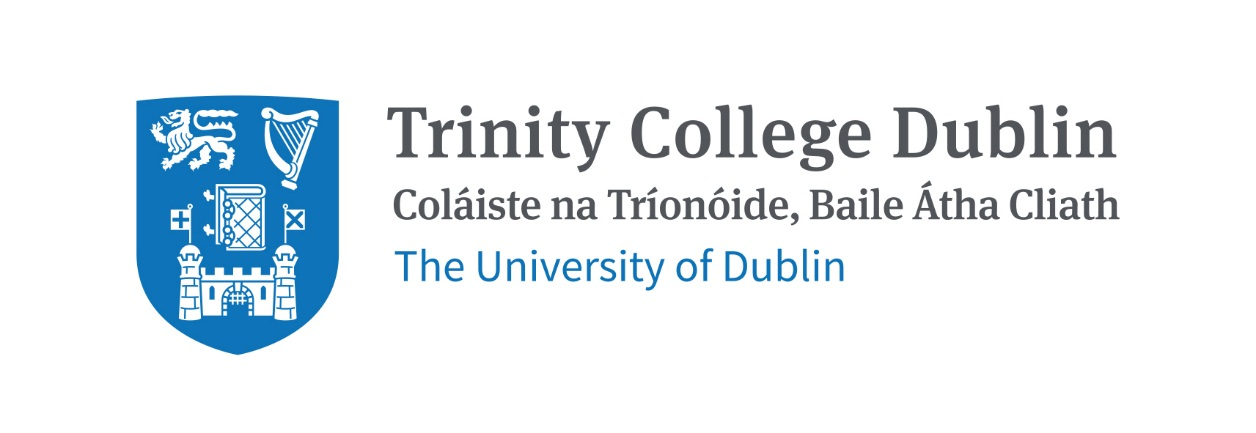 Trinity College Dublin
Coláiste na Tríonóide, Baile Átha Cliath
The University of Dublin